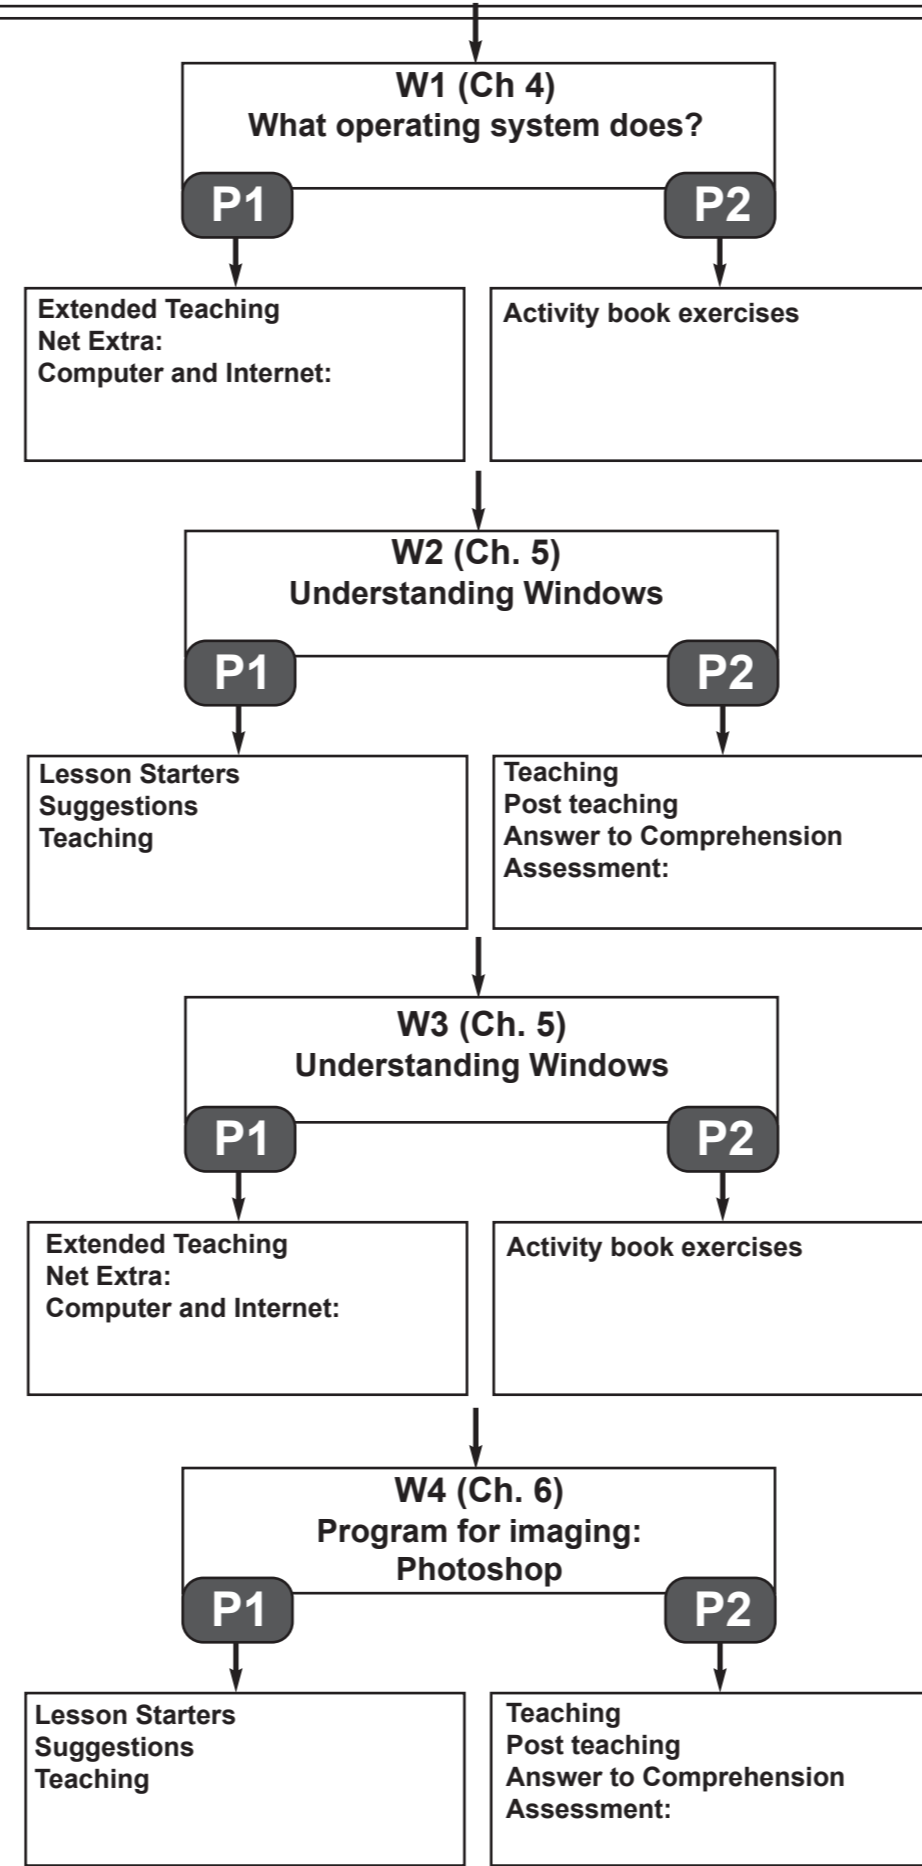 W1 (Ch 4)
What operating system does?
P1
P2
Extended Teaching
Net Extra:
Computer and Internet:
Activity book exercises
W2 (Ch. 5)
Understanding Windows
P1
P2
Lesson Starters
Suggestions
Teaching
Teaching
Post teaching
Answer to Comprehension
Assessment:
W3 (Ch. 5)
Understanding Windows
P1
P2
Extended Teaching
Net Extra:
Computer and Internet:
Activity book exercises
W4 (Ch. 6)
Program for imaging:
Photoshop
P1
P2
Lesson Starters
Suggestions
Teaching
Teaching
Post teaching
Answer to Comprehension
Assessment: